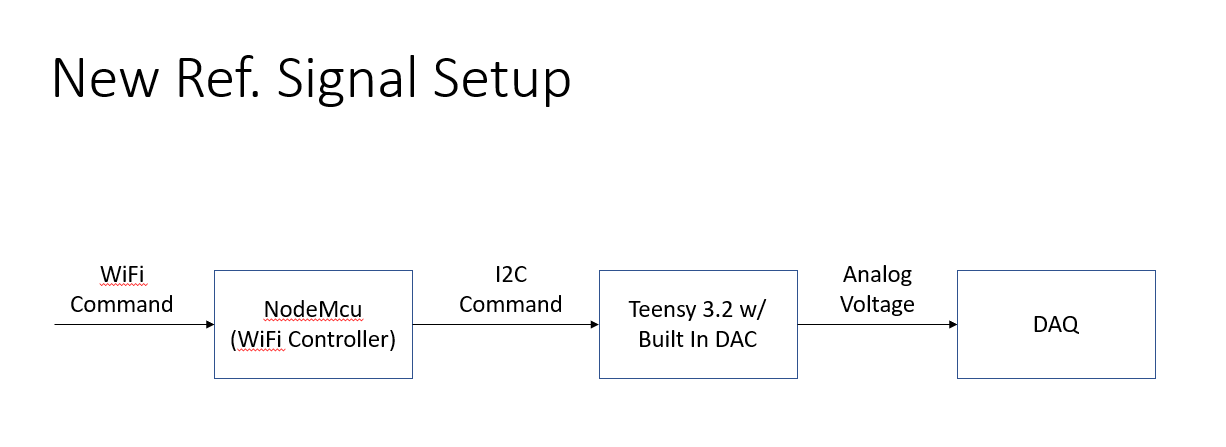 New Ref. Signal Setup
WiFi
Command
NodeMcu
(WiFi Controller)
I2C
Command
Teensy 3.2 w/
Built In DAC
Analog
Voltage
DAQ